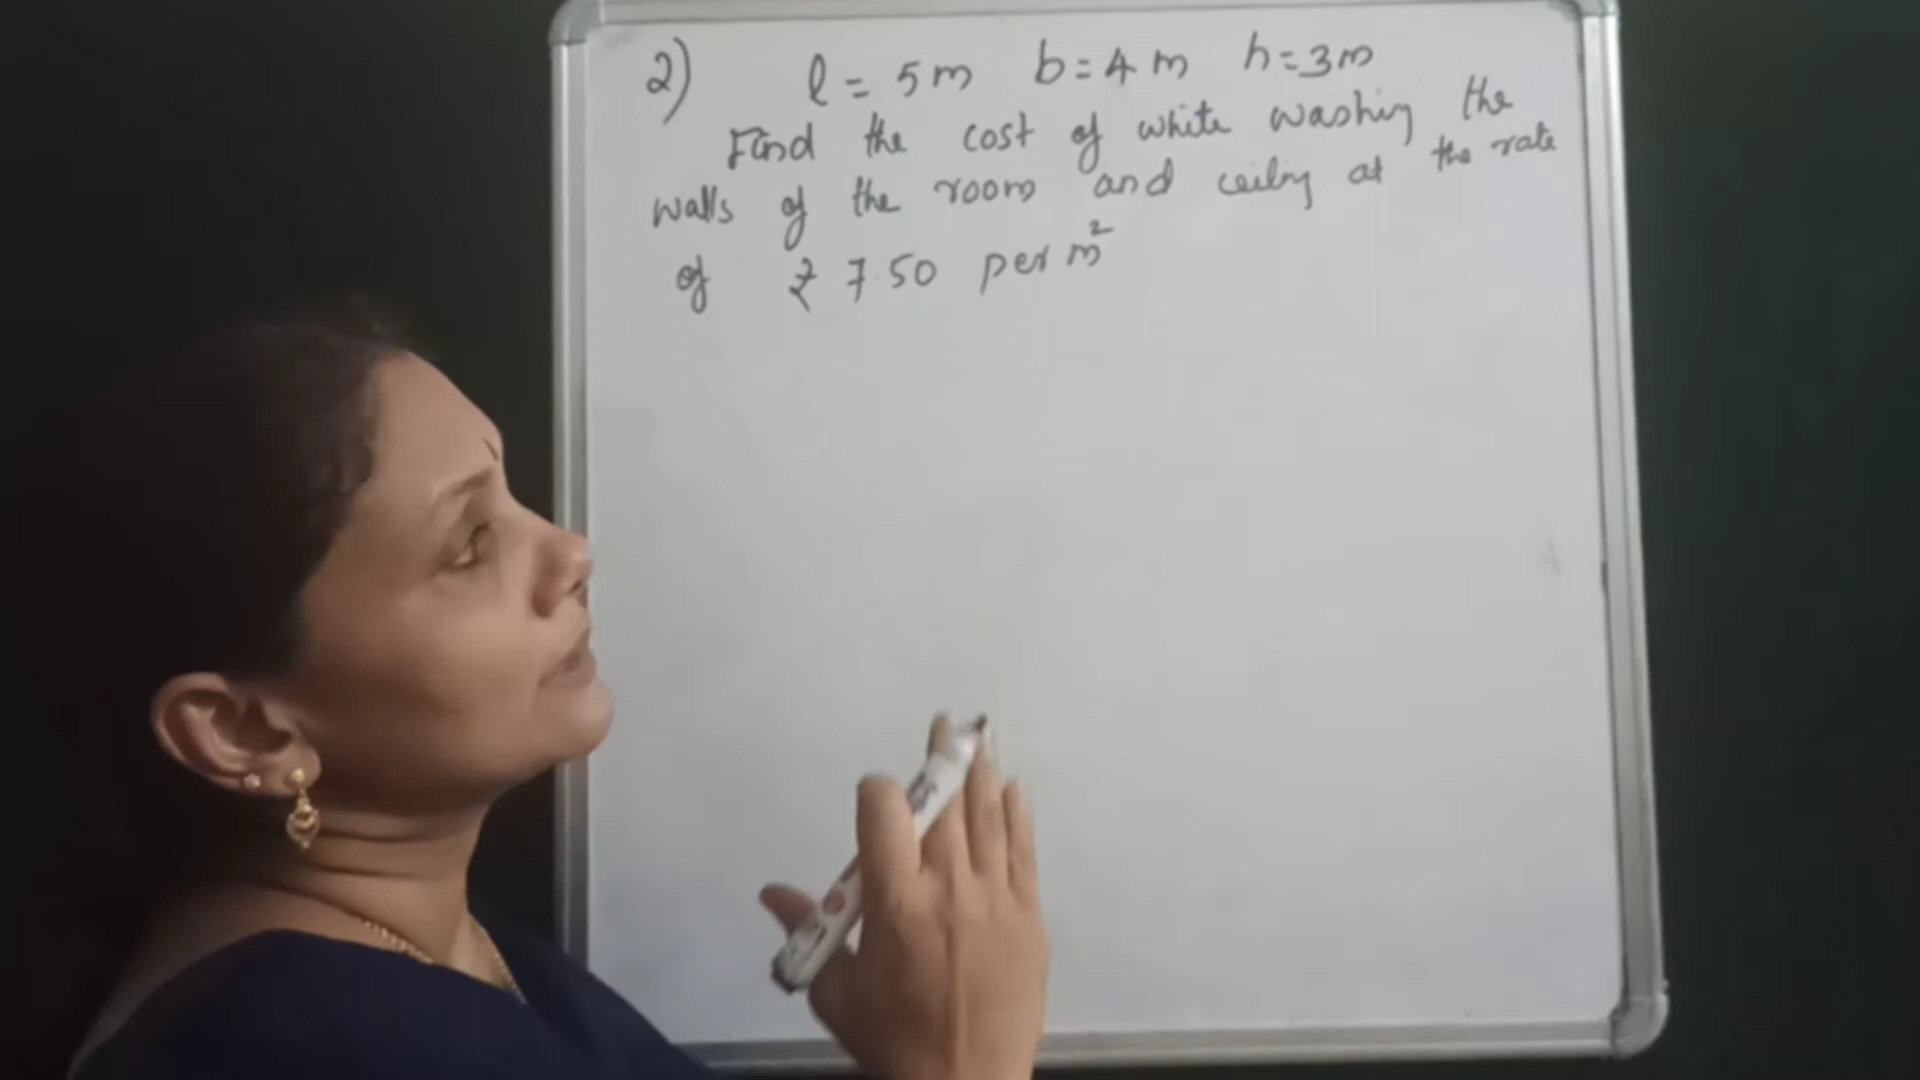 2) l = 5m b = 4 m h = 3m
Find the cost of white washing the
walls of the room and ceiling at the rate
of ₹ 7.50 per m²